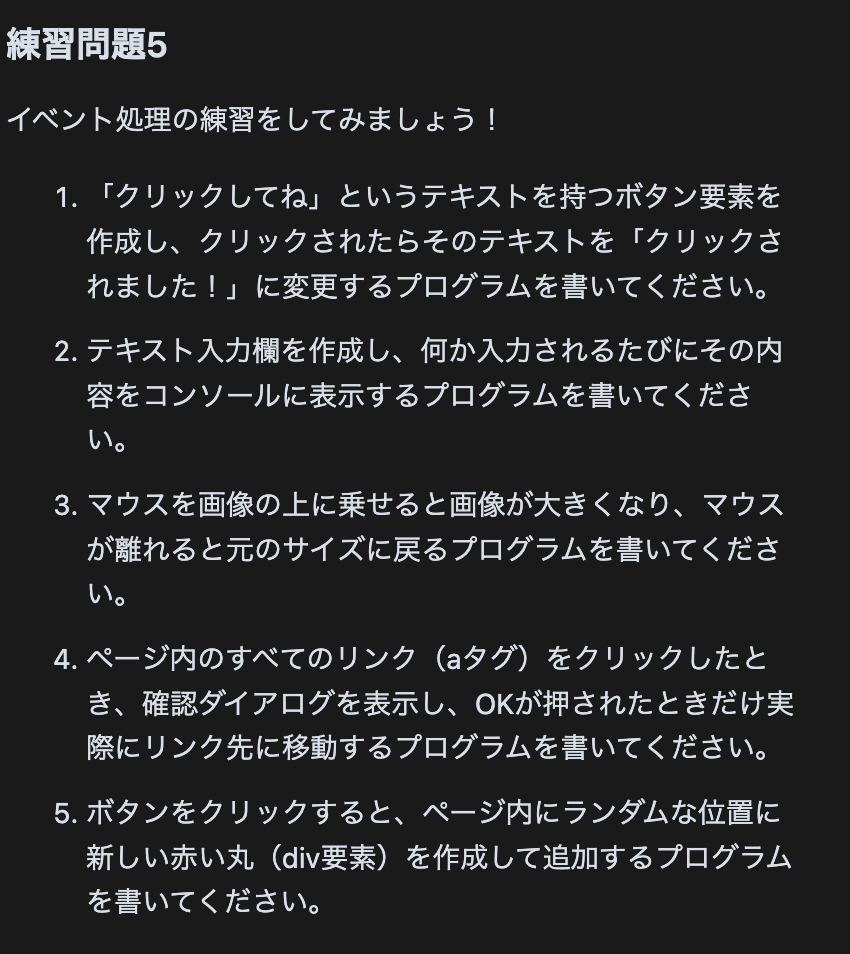 練習問題5
イベント処理の練習をしてみましょう！
1. 「クリックしてね」というテキストを持つボタン要素を
作成し、クリックされたらそのテキストを「クリックさ
れました！」に変更するプログラムを書いてください。
2. テキスト入力欄を作成し、何か入力されるたびにその内
容をコンソールに表示するプログラムを書いてくださ
い。
3. マウスを画像の上に乗せると画像が大きくなり、マウス
が離れると元のサイズに戻るプログラムを書いてくださ
い。
4. ページ内のすべてのリンク（aタグ）をクリックしたと
き、確認ダイアログを表示し、OKが押されたときだけ実
際にリンク先に移動するプログラムを書いてください。
5. ボタンをクリックすると、ページ内にランダムな位置に
新しい赤い丸（div要素）を作成して追加するプログラム
を書いてください。